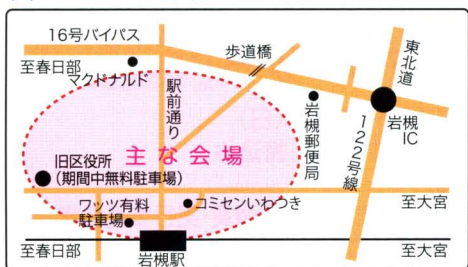 16号バイパス
至春日部
マクドナルド
歩道橋
駅前通り
東北道
岩槻
IC
岩槻郵便局
122号線
主な会場
旧区役所
(期間中無料駐車場)
ワッツ有料
駐車場
コミセンいわつき
至大宮
至春日部
岩槻駅
至大宮